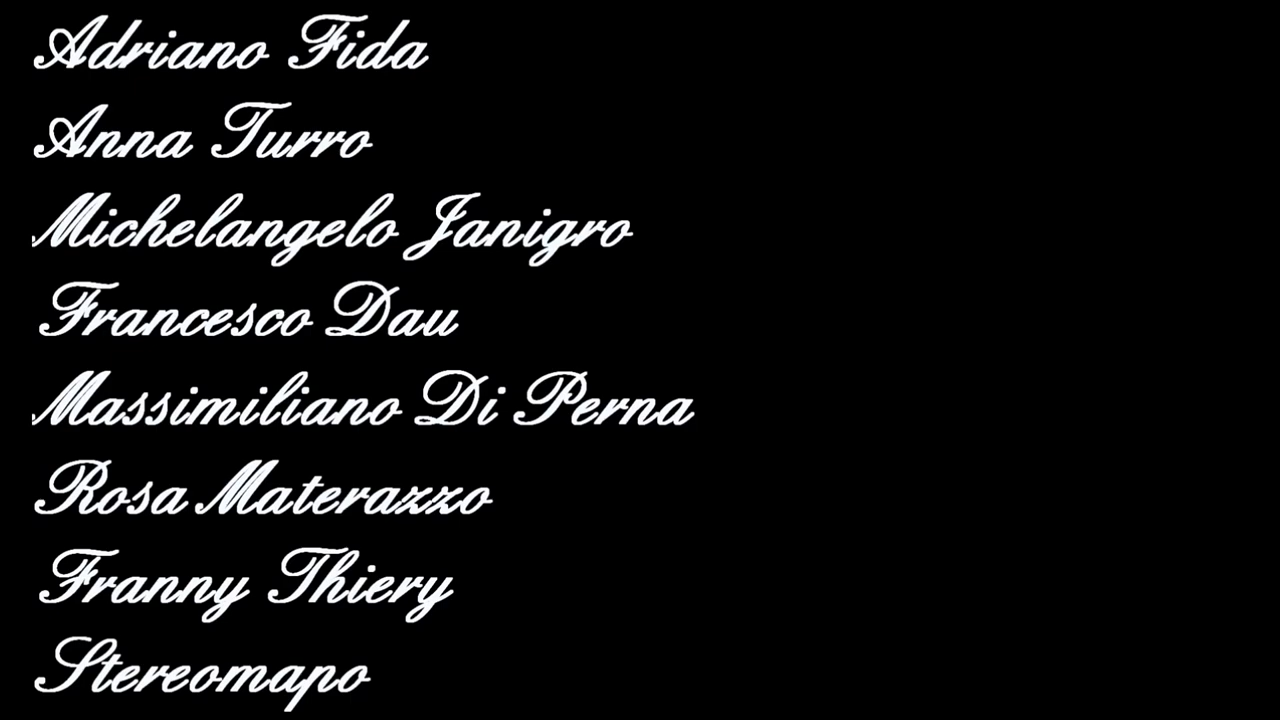 Adriano Fida
Anna Turro
Michelangelo Janigro
Francesco Dau
Massimiliano Di Perna
Rosa Materazzo
Franny Thiery
Stereomapo